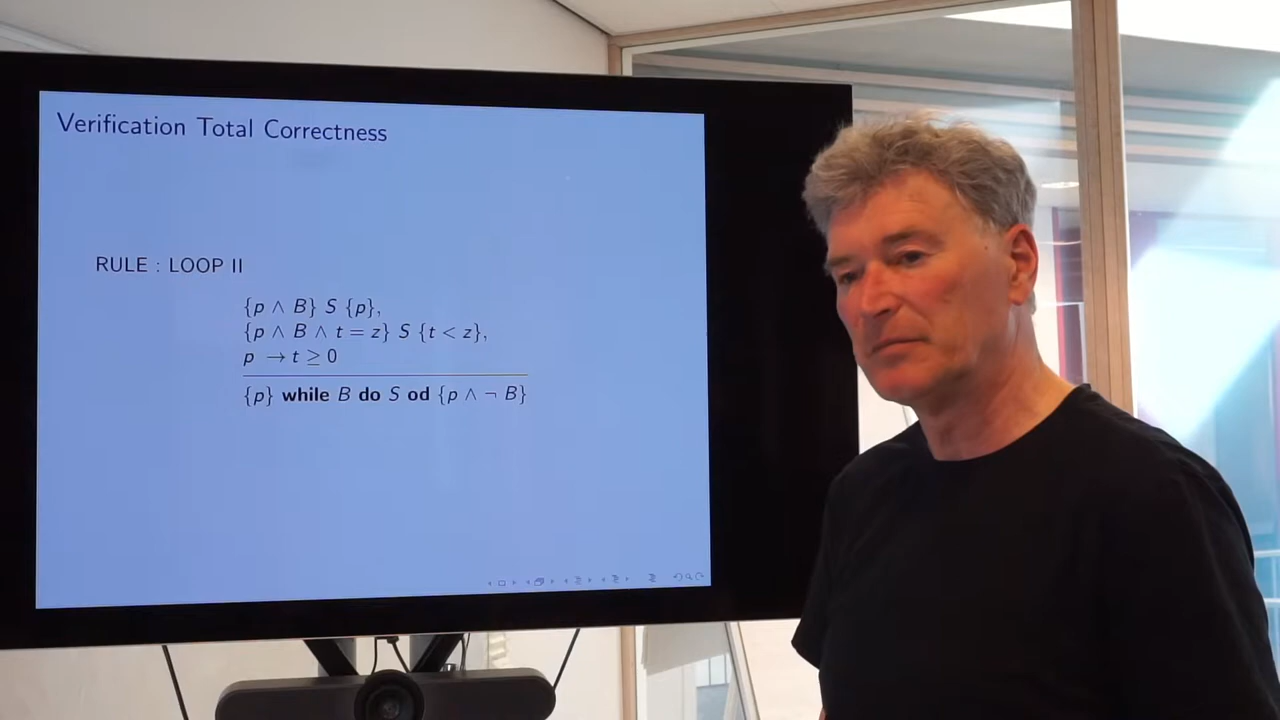 Verification Total Correctness
RULE : LOOP II
{p ∧ B} S {p},
{p ∧ B ∧ t = z} S {t < z},
p → t ≥ 0
{p} while B do S od {p ∧ ¬ B}